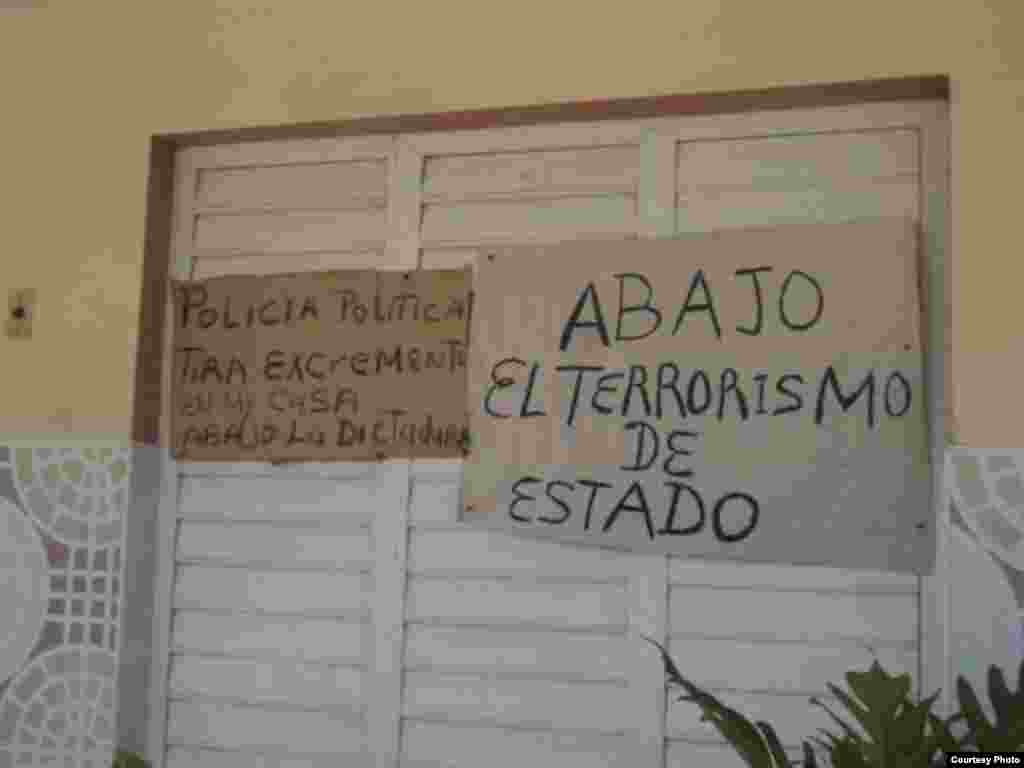 POLICIA POLITICA
TIRA EXCREMENTO
EN MI CASA
ABAJO LA DICTADURA
ABAJO
EL TERRORISMO
DE
ESTADO
Courtesy Photo